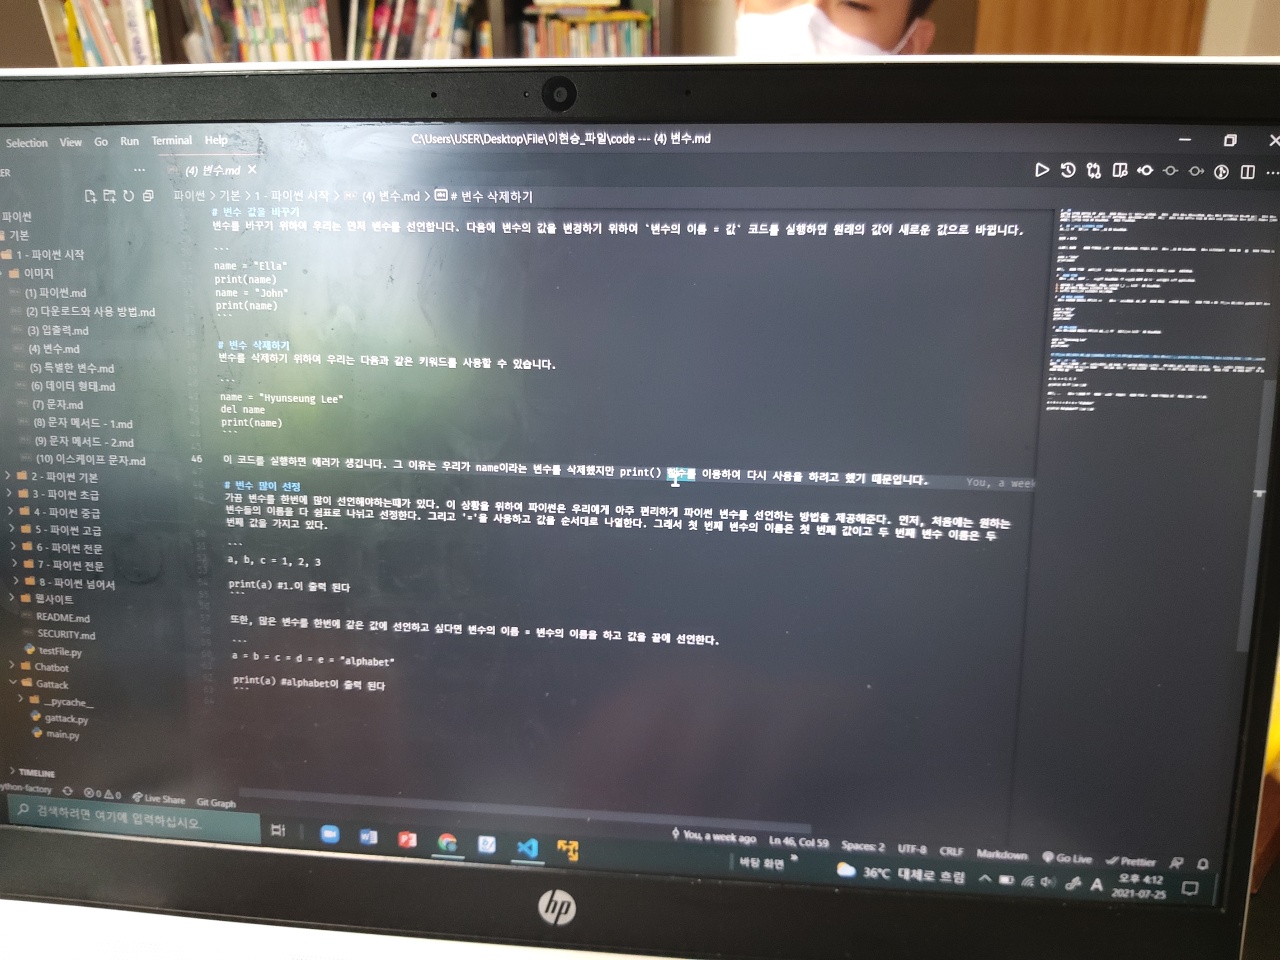 Selection View Go Run Terminal Help
C:\Users\USER\Desktop\File\이현승_파일\code --- (4) 변수.md
ER
(4) 변수.md
파이썬 > 기본 > 1 - 파이썬 시작 > (4) 변수.md > # 변수 삭제하기
파이썬
기본
1 - 파이썬 시작
이미지
(1) 파이썬.md
(2) 다운로드와 사용 방법.md
(3) 입출력.md
(4) 변수.md
(5) 특별한 변수.md
(6) 데이터 형태.md
(7) 문자.md
(8) 문자 메서드 - 1.md
(9) 문자 메서드 - 2.md
(10) 이스케이프 문자.md
2 - 파이썬 기본
3 - 파이썬 초급
4 - 파이썬 중급
5 - 파이썬 고급
6 - 파이썬 전문
7 - 파이썬 전문
8 - 파이썬 넘어서
웹사이트
README.md
SECURITY.md
testFile.py
Chatbot
Gattack
__pycache__
gattack.py
main.py
TIMELINE
# 변수 값을 바꾸기
변수를 바꾸기 위하여 우리는 먼저 변수를 선언합니다. 다음에 변수의 값을 변경하기 위하여 `변수의 이름 = 값` 코드를 실행하면 원래의 값이 새로운 값으로 바뀝니다.
```
name = "Ella"
print(name)
name = "John"
print(name)
```
# 변수 삭제하기
변수를 삭제하기 위하여 우리는 다음과 같은 키워드를 사용할 수 있습니다.
```
name = "Hyunseung Lee"
del name
print(name)
```
46 이 코드를 실행하면 에러가 생깁니다. 그 이유는 우리가 name이라는 변수를 삭제했지만 print() 함수를 이용하여 다시 사용을 하려고 했기 때문입니다. You, a week
# 변수 많이 선정
가끔 변수를 한번에 많이 선언해야하는때가 있다. 이 상황을 위하여 파이썬은 우리에게 아주 편리하게 파이썬 변수를 선언하는 방법을 제공해준다. 먼저, 처음에는 원하는
변수들의 이름을 다 쉼표로 나뉘고 선정한다. 그리고 '='을 사용하고 값을 순서대로 나열한다. 그래서 첫 번째 변수의 이름은 첫 번째 값이고 두 번째 변수 이름은 두
번째 값을 가지고 있다.
```
a, b, c = 1, 2, 3
print(a) #1.이 출력 된다
```
또한, 많은 변수를 한번에 같은 값에 선언하고 싶다면 변수의 이름 = 변수의 이름을 하고 값을 끝에 선언한다.
```
a = b = c = d = e = "alphabet"
print(a) #alphabet이 출력 된다
```
ython-factory 0 0 Live Share Git Graph
You, a week ago Ln 46, Col 59 Spaces: 2 UTF-8 CRLF Markdown Go Live Prettier
검색하려면 여기에 입력하십시오.
바탕 화면 36℃ 대체로 흐림 A 오후 4:12
2021-07-25
hp